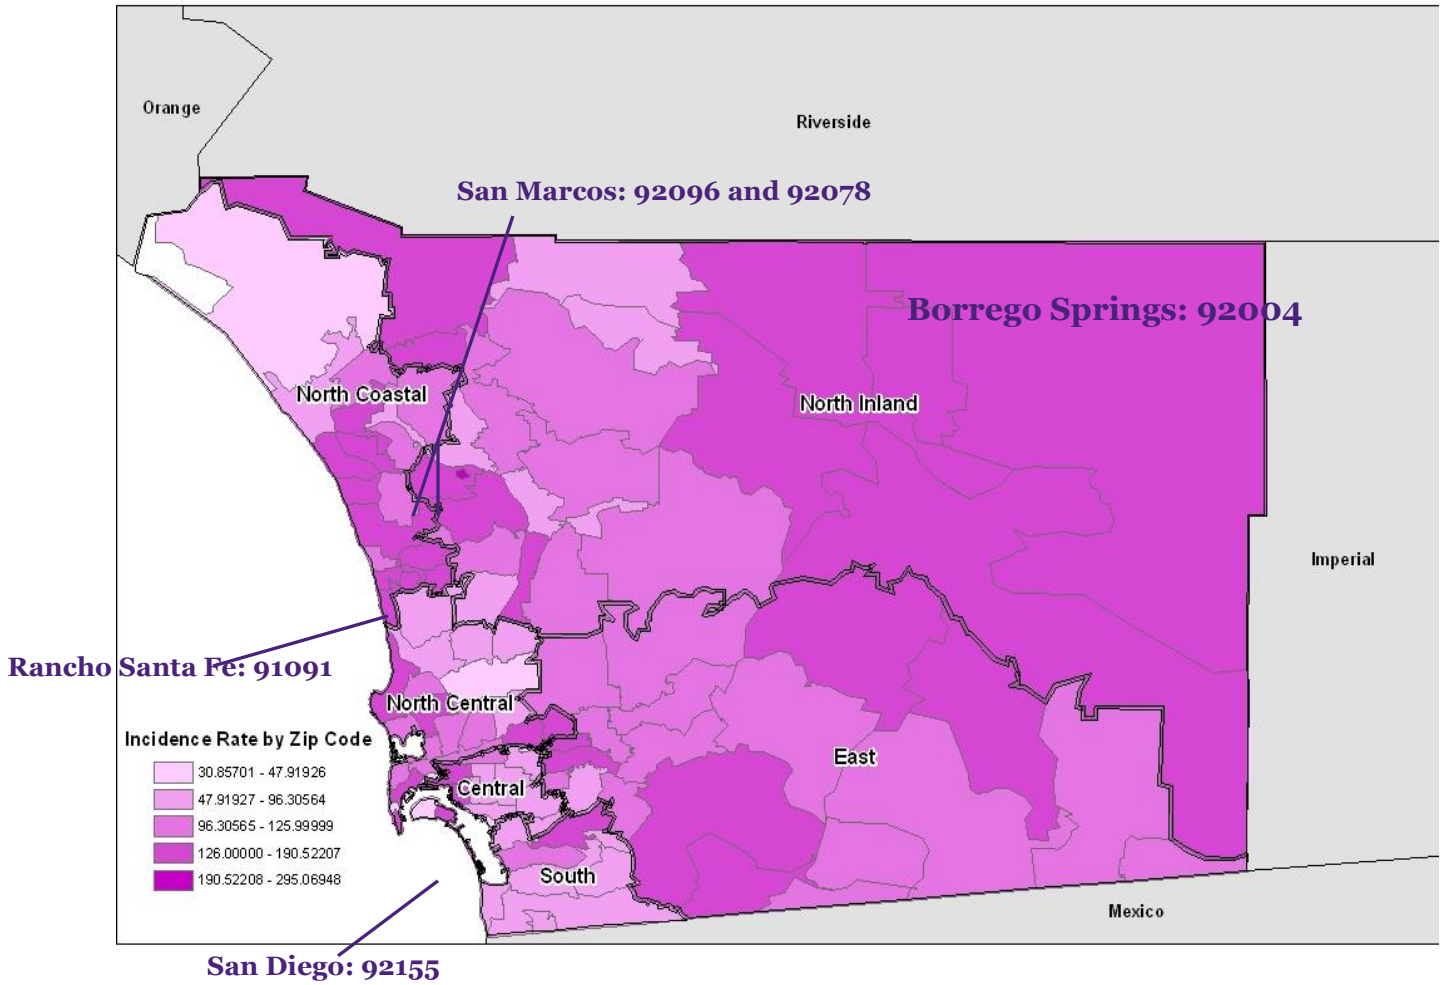 Orange
Riverside
San Marcos: 92096 and 92078
Borrego Springs: 92004
North Coastal
North Inland
Imperial
Rancho Santa Fe: 91091
North Central
Incidence Rate by Zip Code
30.85701 - 47.91926
47.91927 - 96.30564
96.30565 - 125.99999
126.00000 - 190.52207
190.52208 - 295.06948
East
Central
South
Mexico
San Diego: 92155